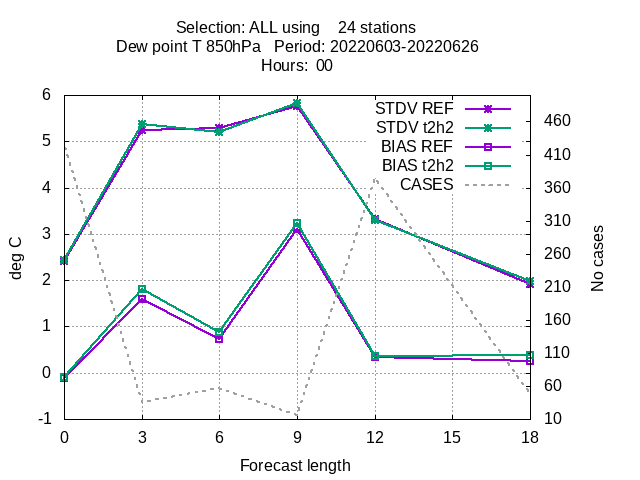 Selection: ALL using    24 stations
Dew point T 850hPa   Period: 20220603-20220626
Hours:  00
STDV REF
STDV t2h2
BIAS REF
BIAS t2h2
CASES
6
5
4
3
2
1
0
-1
deg C
460
410
360
310
260
210
160
110
60
10
No cases
0 3 6 9 12 15 18
Forecast length